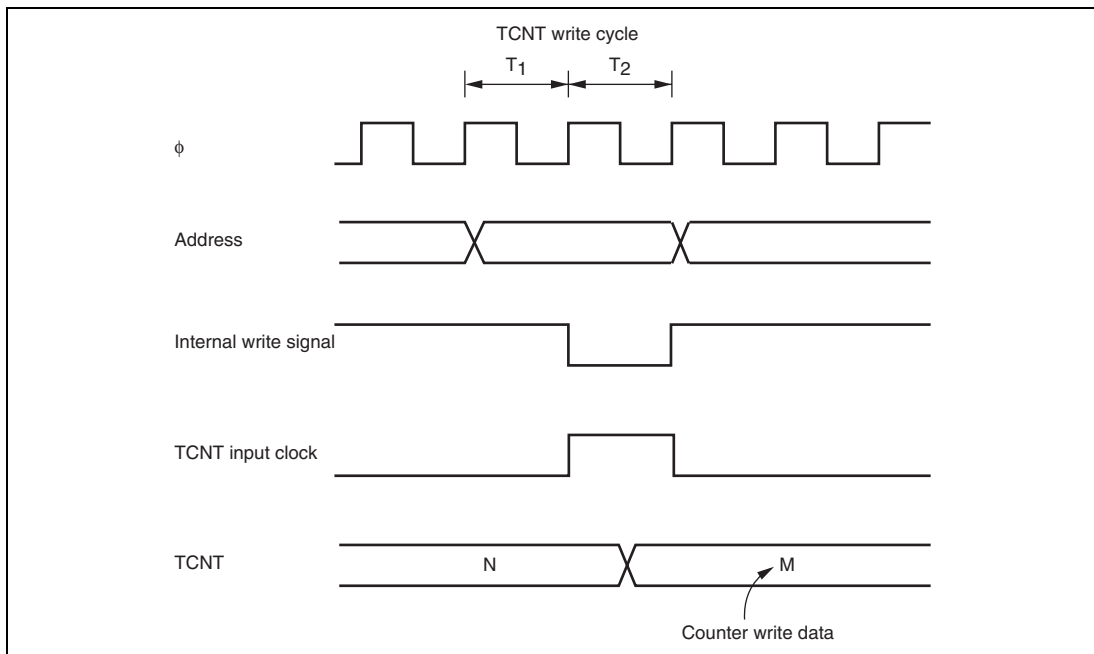 TCNT write cycle
T1 T2
ϕ
Address
Internal write signal
TCNT input clock
TCNT N M
Counter write data